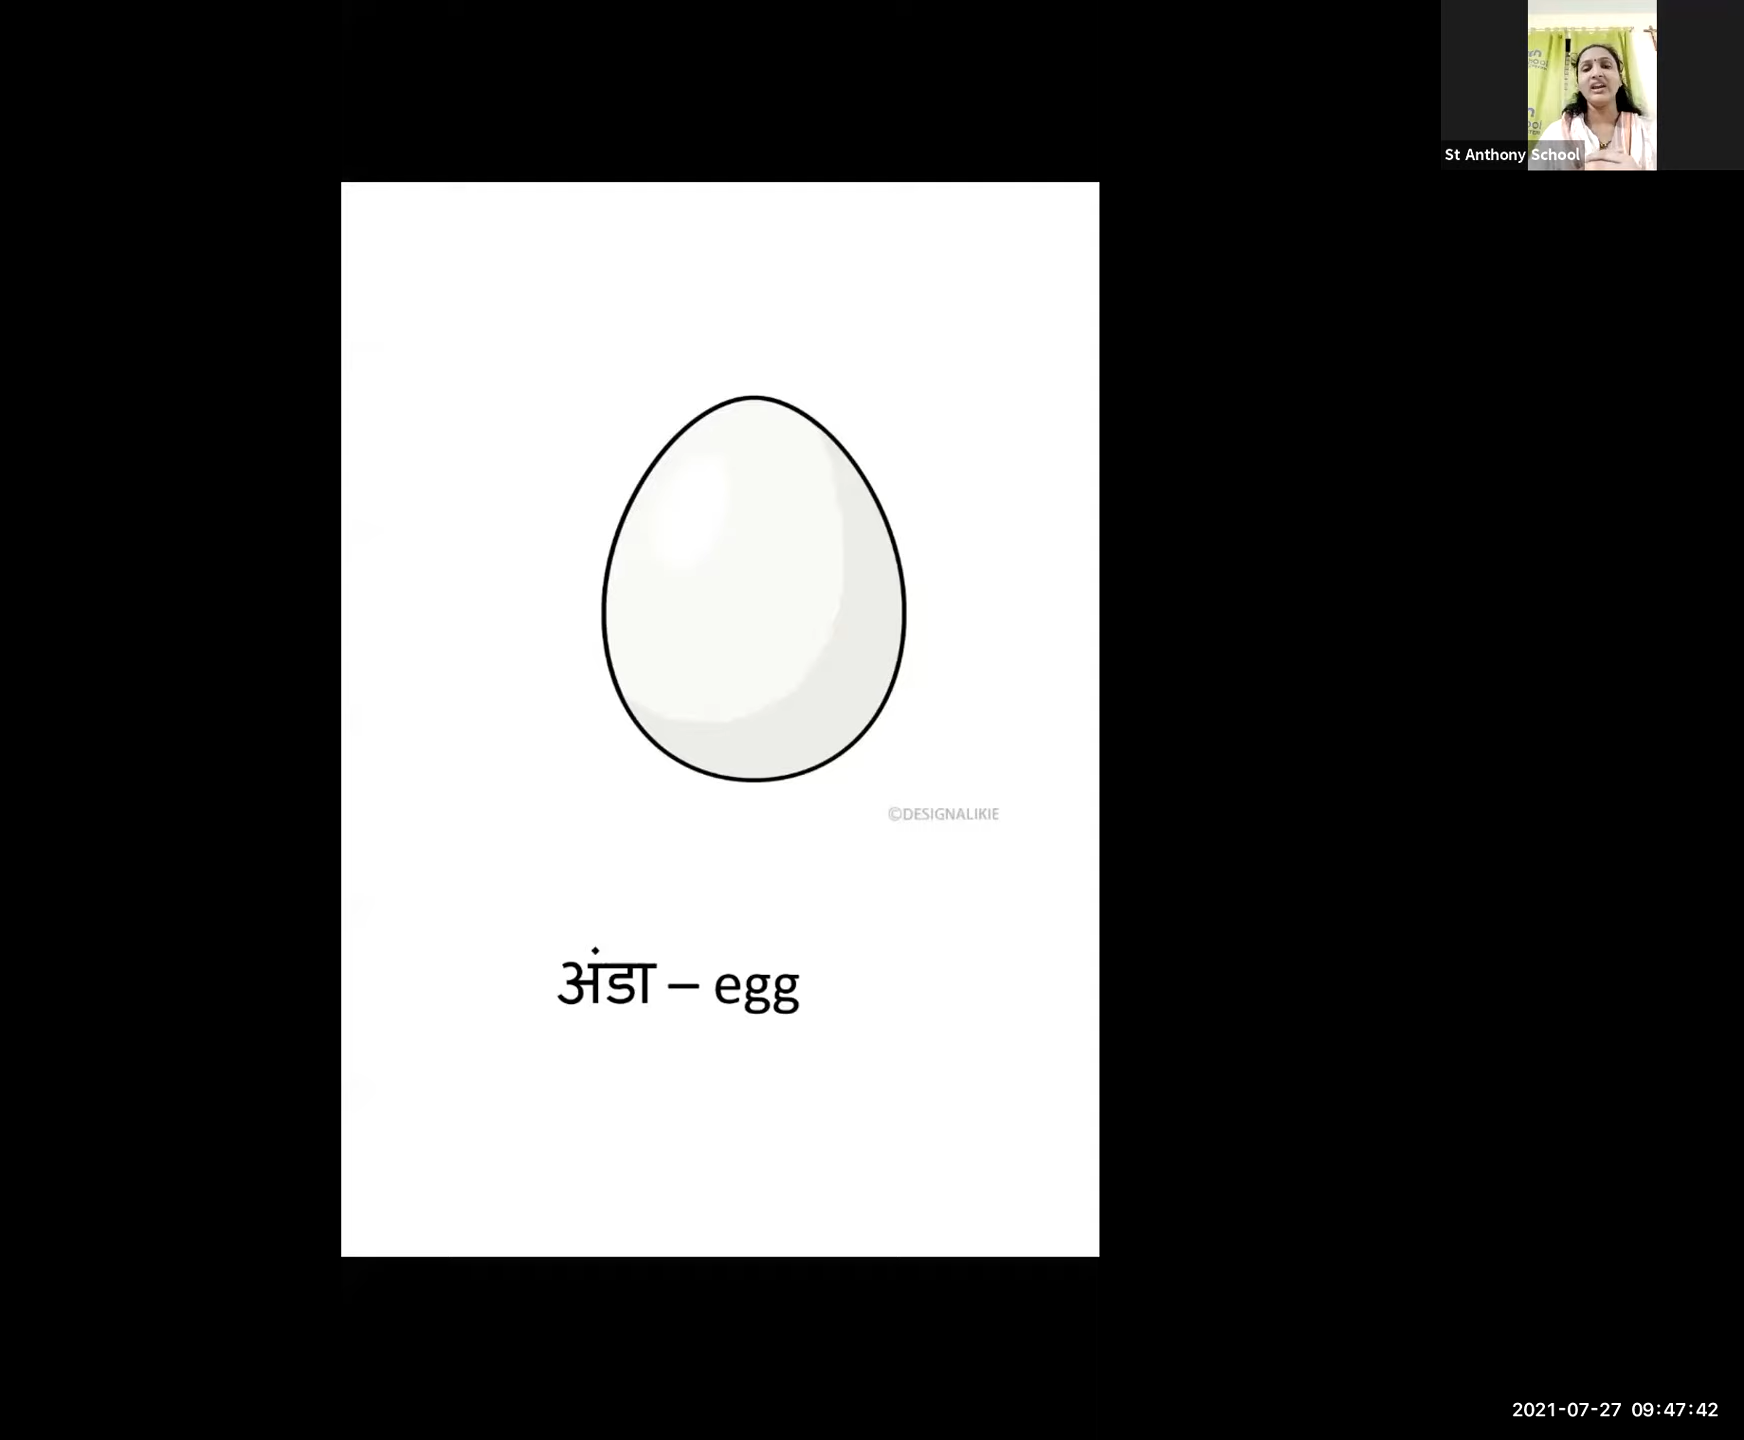 St Anthony School
©DESIGNALIKIE
अंडा – egg
2021-07-27 09:47:42